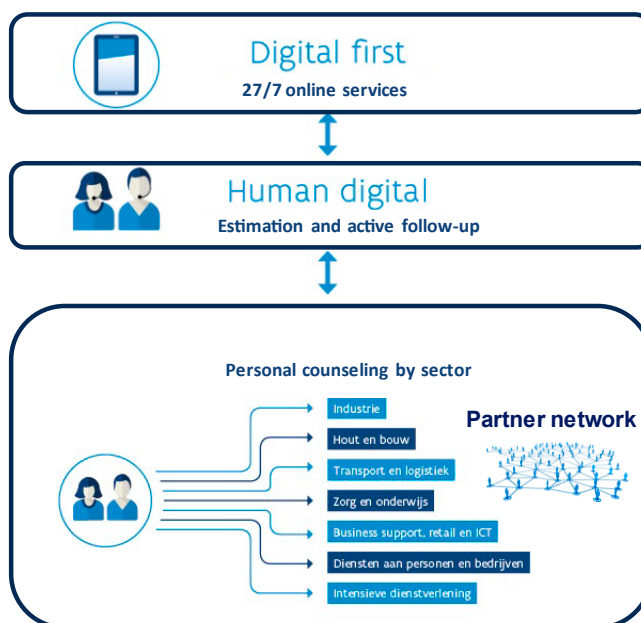 Digital first
27/7 online services
Human digital
Estimation and active follow-up
Personal counseling by sector
Industrie
Partner network
Hout en bouw
Transport en logistiek
Zorg en onderwijs
Business support, retail en ICT
Diensten aan personen en bedrijven
Intensieve dienstverlening